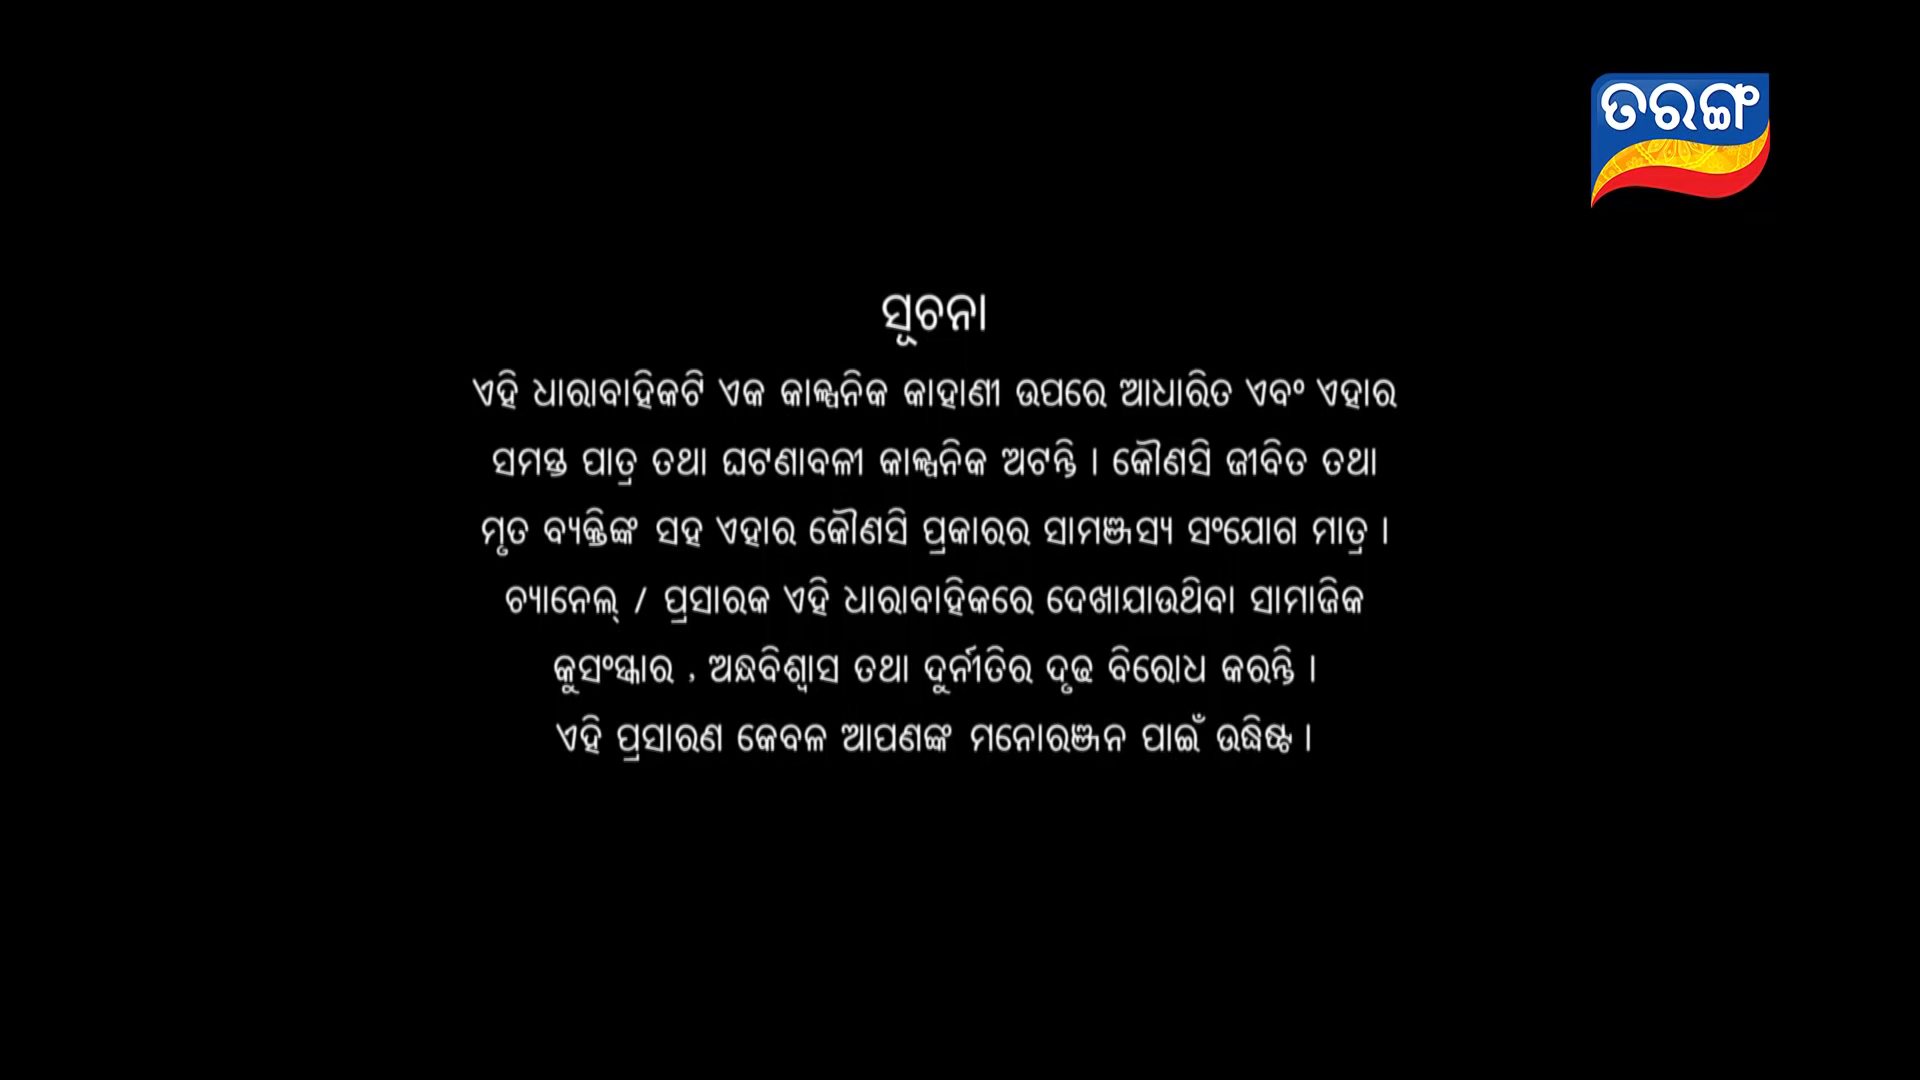 ତରଙ୍ଗ
ସୂଚନା
ଏହି ଧାରାବାହିକଟି ଏକ କାଳ୍ପନିକ କାହାଣୀ ଉପରେ ଆଧାରିତ ଏବଂ ଏହାର
ସମସ୍ତ ପାତ୍ର ତଥା ଘଟଣାବଳୀ କାଳ୍ପନିକ ଅଟନ୍ତି । କୌଣସି ଜୀବିତ ତଥା
ମୃତ ବ୍ୟକ୍ତିଙ୍କ ସହ ଏହାର କୌଣସି ପ୍ରକାରର ସାମଞ୍ଜସ୍ୟ ସଂଯୋଗ ମାତ୍ର ।
ଚ୍ୟାନେଲ୍ / ପ୍ରସାରକ ଏହି ଧାରାବାହିକରେ ଦେଖାଯାଉଥିବା ସାମାଜିକ
କୁସଂସ୍କାର , ଅନ୍ଧବିଶ୍ୱାସ ତଥା ଦୁର୍ନୀତିର ଦୃଢ ବିରୋଧ କରନ୍ତି ।
ଏହି ପ୍ରସାରଣ କେବଳ ଆପଣଙ୍କ ମନୋରଞ୍ଜନ ପାଇଁ ଉଦ୍ଧିଷ୍ଟ ।